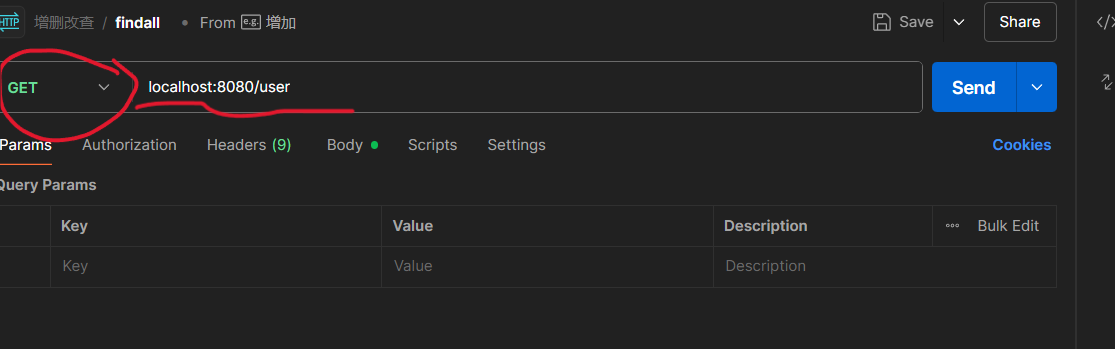 HTTP 增删改查 / findall From e.g. 增加 Save Share
GET localhost:8080/user Send
Params Authorization Headers (9) Body Scripts Settings Cookies
Query Params
Key Value Description Bulk Edit
Key Value Description